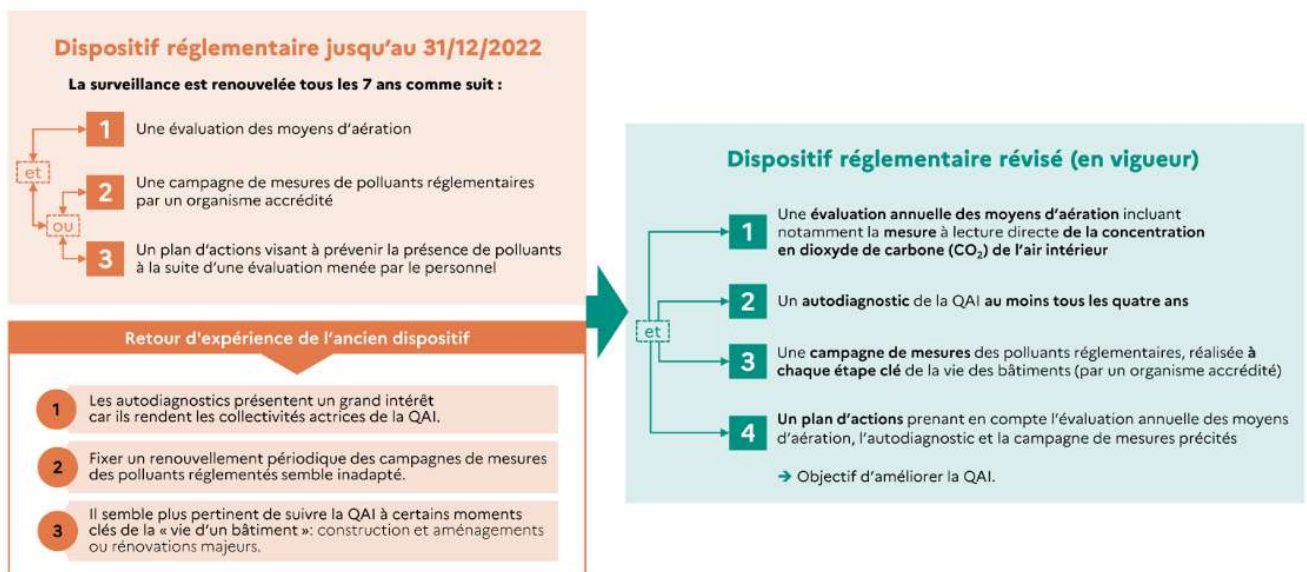 Dispositif réglementaire jusqu'au 31/12/2022
La surveillance est renouvelée tous les 7 ans comme suit :
et
ou
1
Une évaluation des moyens d'aération
2
Une campagne de mesures de polluants réglementaires
par un organisme accrédité
3
Un plan d'actions visant à prévenir la présence de polluants
à la suite d'une évaluation menée par le personnel
Retour d'expérience de l'ancien dispositif
1
Les autodiagnostics présentent un grand intérêt
car ils rendent les collectivités actrices de la QAI.
2
Fixer un renouvellement périodique des campagnes de mesures
des polluants réglementés semble inadapté.
3
Il semble plus pertinent de suivre la QAI à certains moments
clés de la « vie d'un bâtiment »: construction et aménagements
ou rénovations majeurs.
Dispositif réglementaire révisé (en vigueur)
et
1
Une évaluation annuelle des moyens d'aération incluant
notamment la mesure à lecture directe de la concentration
en dioxyde de carbone (CO₂) de l'air intérieur
2
Un autodiagnostic de la QAI au moins tous les quatre ans
3
Une campagne de mesures des polluants réglementaires, réalisée à
chaque étape clé de la vie des bâtiments (par un organisme accrédité)
4
Un plan d'actions prenant en compte l'évaluation annuelle des moyens
d'aération, l'autodiagnostic et la campagne de mesures précités
→ Objectif d'améliorer la QAI.